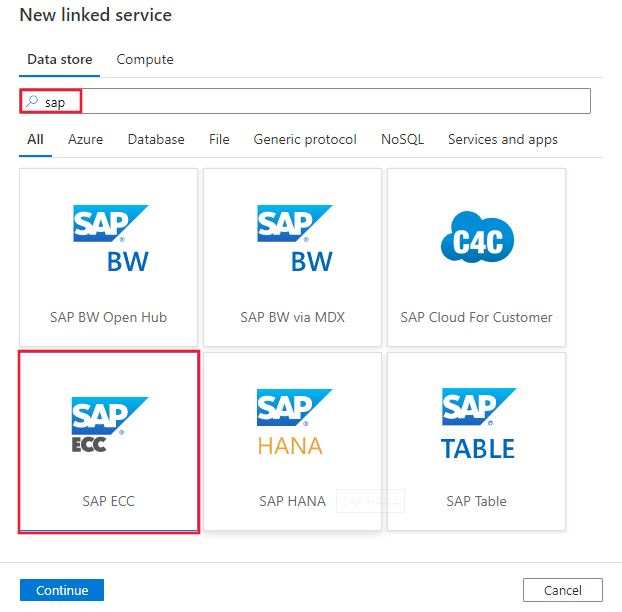 New linked service
Data store Compute
sap
All Azure Database File Generic protocol NoSQL Services and apps
SAP BW
SAP BW
C4C
SAP BW Open Hub
SAP BW via MDX
SAP Cloud For Customer
SAP ECC
SAP HANA
SAP TABLE
SAP ECC
SAP HANA
SAP HANA
SAP Table
Continue
Cancel